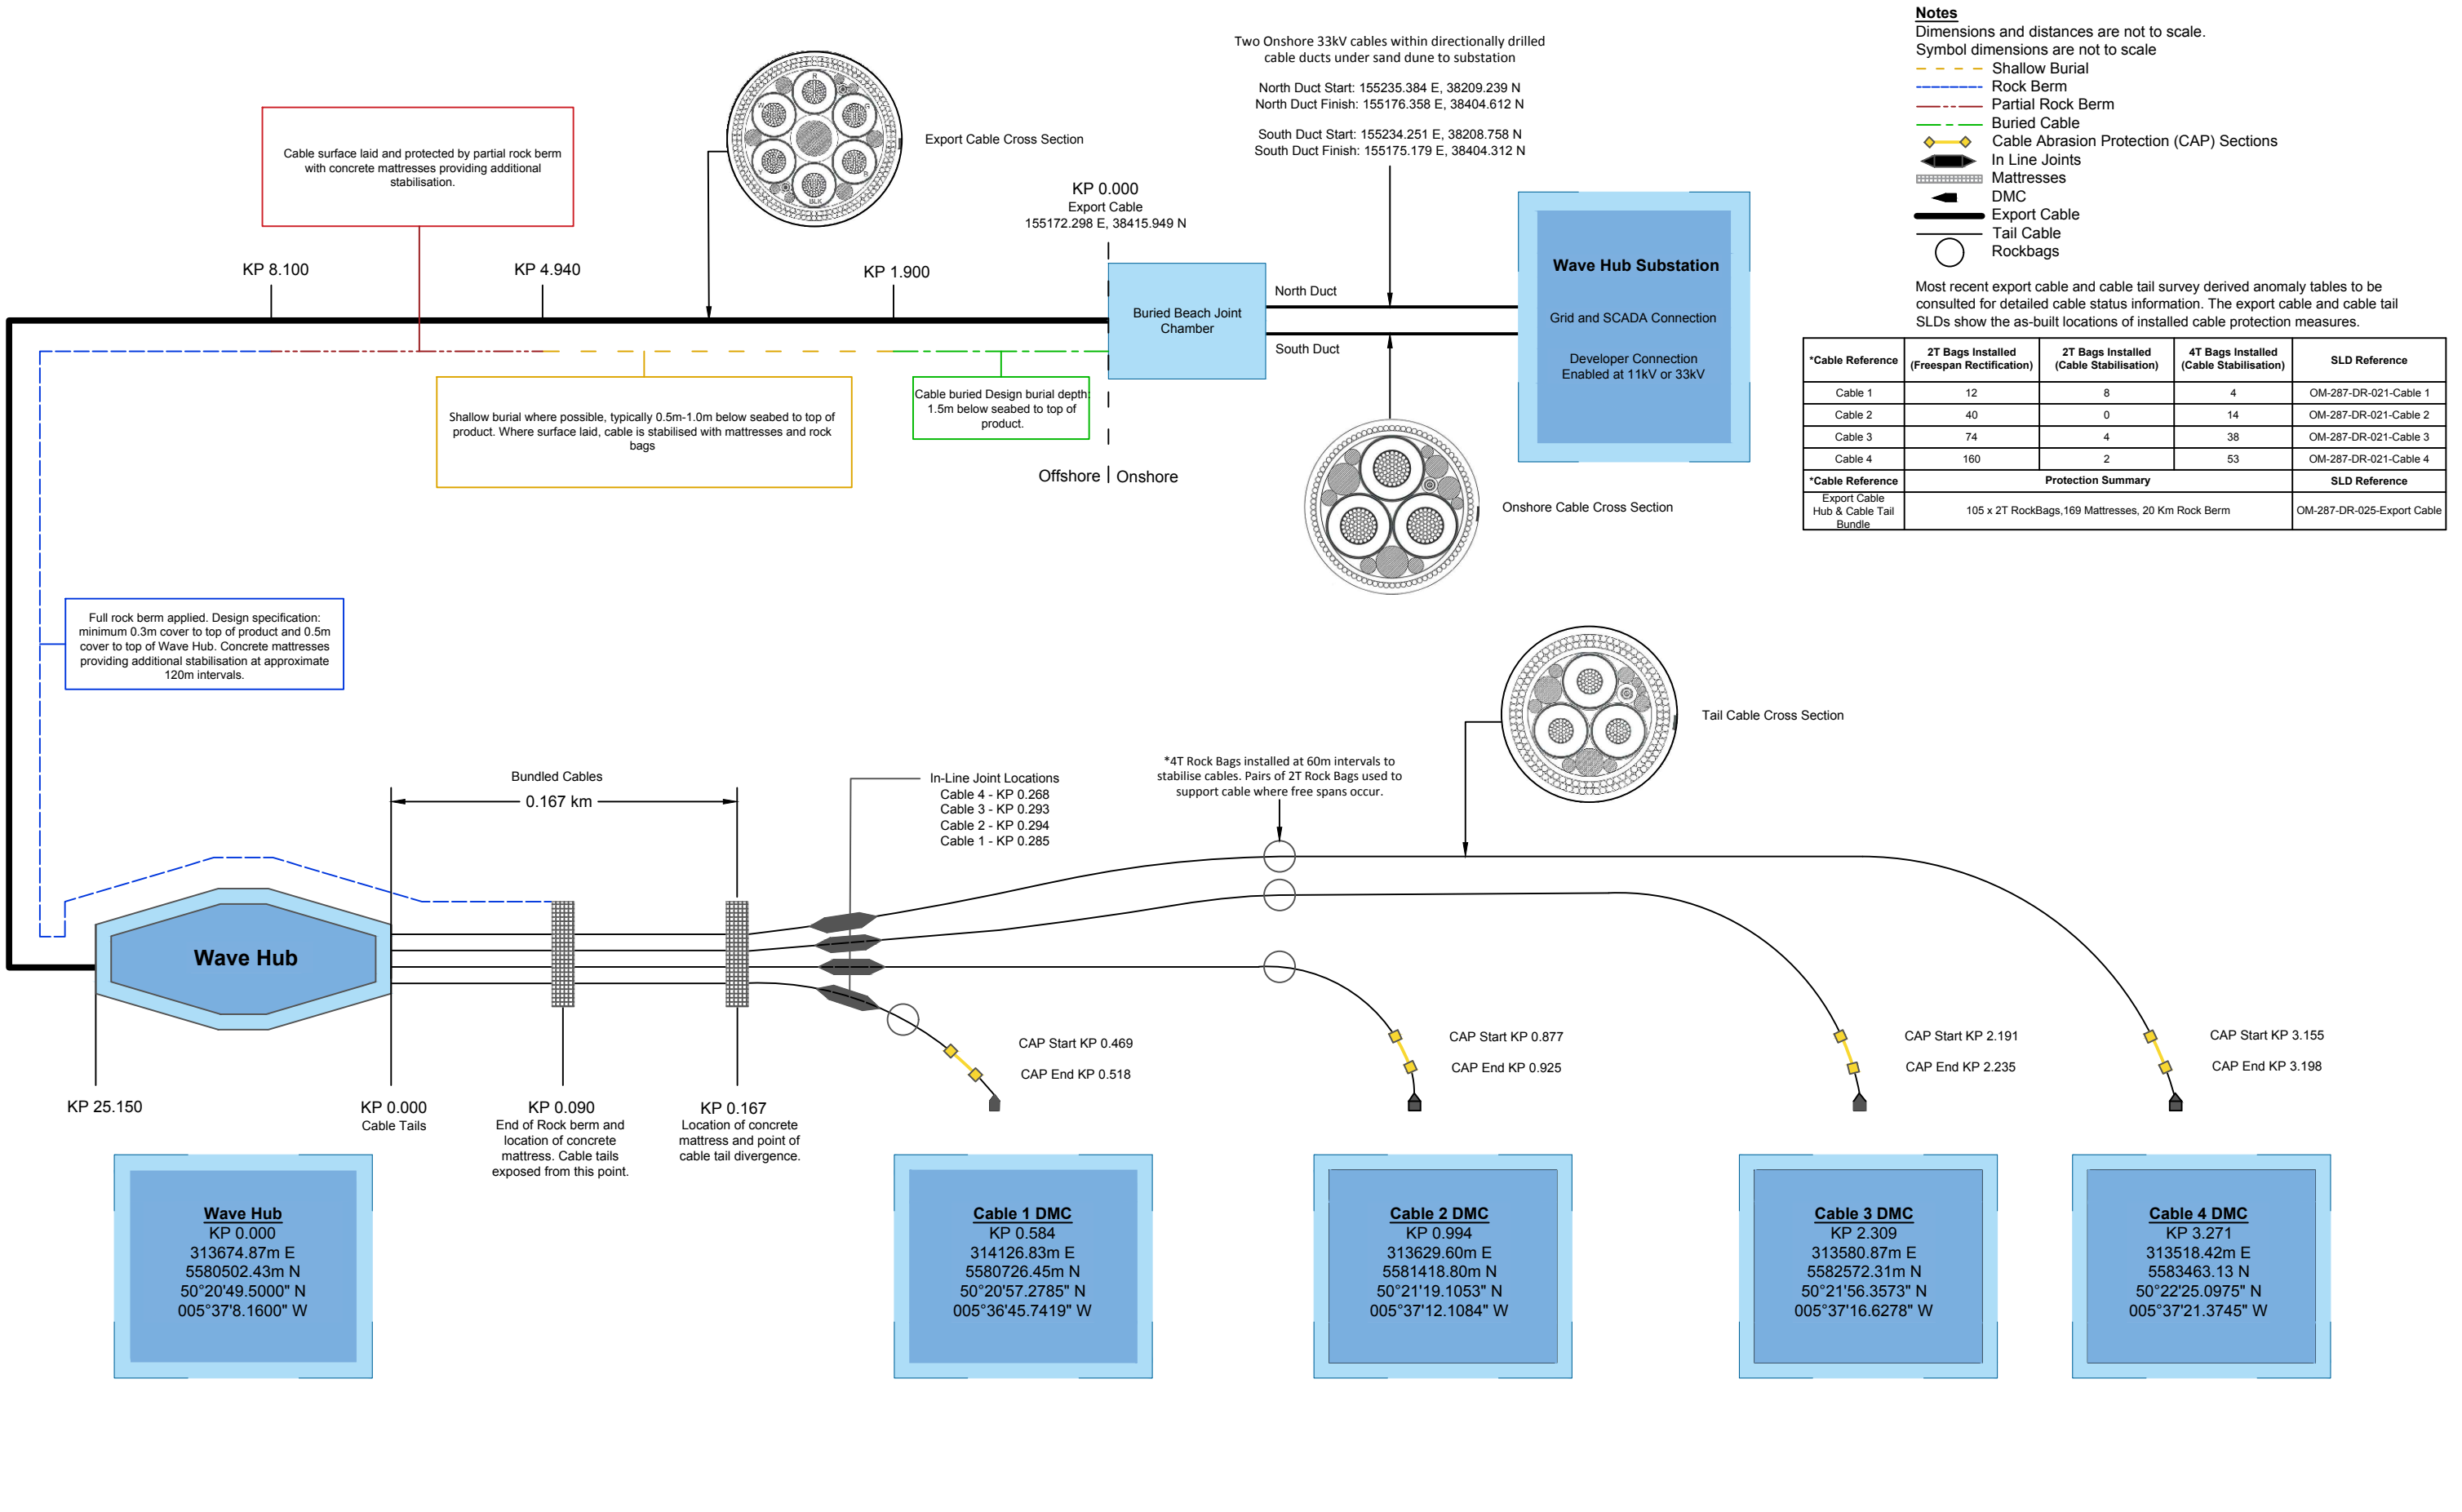 Notes
Dimensions and distances are not to scale.
Symbol dimensions are not to scale
Shallow Burial
Rock Berm
Partial Rock Berm
Buried Cable
Cable Abrasion Protection (CAP) Sections
In Line Joints
Mattresses
DMC
Export Cable
Tail Cable
Rockbags
Most recent export cable and cable tail survey derived anomaly tables to be
consulted for detailed cable status information. The export cable and cable tail
SLDs show the as-built locations of installed cable protection measures.
*Cable Reference 2T Bags Installed (Freespan Rectification) 2T Bags Installed (Cable Stabilisation) 4T Bags Installed (Cable Stabilisation) SLD Reference
Cable 1 12 8 4 OM-287-DR-021-Cable 1
Cable 2 40 0 14 OM-287-DR-021-Cable 2
Cable 3 74 4 38 OM-287-DR-021-Cable 3
Cable 4 160 2 53 OM-287-DR-021-Cable 4
*Cable Reference Protection Summary SLD Reference
Export Cable Hub & Cable Tail Bundle 105 x 2T RockBags,169 Mattresses, 20 Km Rock Berm OM-287-DR-025-Export Cable
Two Onshore 33kV cables within directionally drilled
cable ducts under sand dune to substation
North Duct Start: 155235.384 E, 38209.239 N
North Duct Finish: 155176.358 E, 38404.612 N
South Duct Start: 155234.251 E, 38208.758 N
South Duct Finish: 155175.179 E, 38404.312 N
Export Cable Cross Section
Cable surface laid and protected by partial rock berm
with concrete mattresses providing additional
stabilisation.
KP 0.000
Export Cable
155172.298 E, 38415.949 N
KP 8.100
KP 4.940
KP 1.900
Buried Beach Joint
Chamber
North Duct
South Duct
Wave Hub Substation
Grid and SCADA Connection
Developer Connection
Enabled at 11kV or 33kV
Shallow burial where possible, typically 0.5m-1.0m below seabed to top of
product. Where surface laid, cable is stabilised with mattresses and rock
bags
Cable buried Design burial depth:
1.5m below seabed to top of
product.
Offshore
Onshore
Onshore Cable Cross Section
Full rock berm applied. Design specification:
minimum 0.3m cover to top of product and 0.5m
cover to top of Wave Hub. Concrete mattresses
providing additional stabilisation at approximate
120m intervals.
Tail Cable Cross Section
Bundled Cables
0.167 km
In-Line Joint Locations
Cable 4 - KP 0.268
Cable 3 - KP 0.293
Cable 2 - KP 0.294
Cable 1 - KP 0.285
*4T Rock Bags installed at 60m intervals to
stabilise cables. Pairs of 2T Rock Bags used to
support cable where free spans occur.
Wave Hub
CAP Start KP 0.469
CAP End KP 0.518
CAP Start KP 0.877
CAP End KP 0.925
CAP Start KP 2.191
CAP End KP 2.235
CAP Start KP 3.155
CAP End KP 3.198
KP 25.150
KP 0.000
Cable Tails
KP 0.090
End of Rock berm and
location of concrete
mattress. Cable tails
exposed from this point.
KP 0.167
Location of concrete
mattress and point of
cable tail divergence.
Wave Hub
KP 0.000
313674.87m E
5580502.43m N
50°20'49.5000" N
005°37'8.1600" W
Cable 1 DMC
KP 0.584
314126.83m E
5580726.45m N
50°20'57.2785" N
005°36'45.7419" W
Cable 2 DMC
KP 0.994
313629.60m E
5581418.80m N
50°21'19.1053" N
005°37'12.1084" W
Cable 3 DMC
KP 2.309
313580.87m E
5582572.31m N
50°21'56.3573" N
005°37'16.6278" W
Cable 4 DMC
KP 3.271
313518.42m E
5583463.13 N
50°22'25.0975" N
005°37'21.3745" W